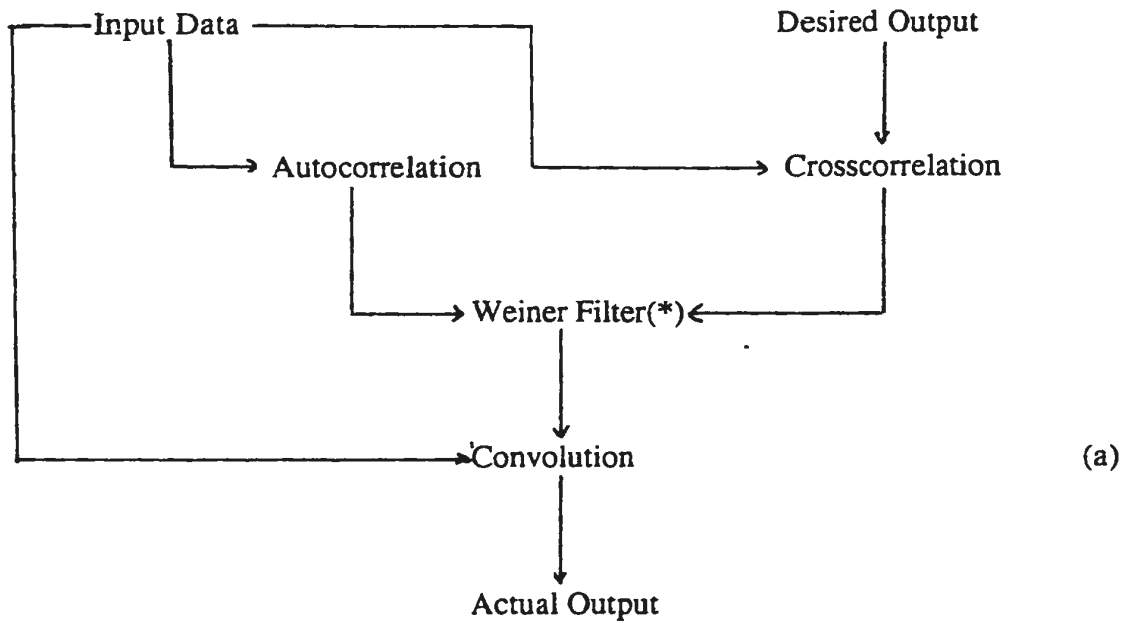 Input Data
Desired Output
Autocorrelation
Crosscorrelation
Weiner Filter(*)
Convolution
(a)
Actual Output